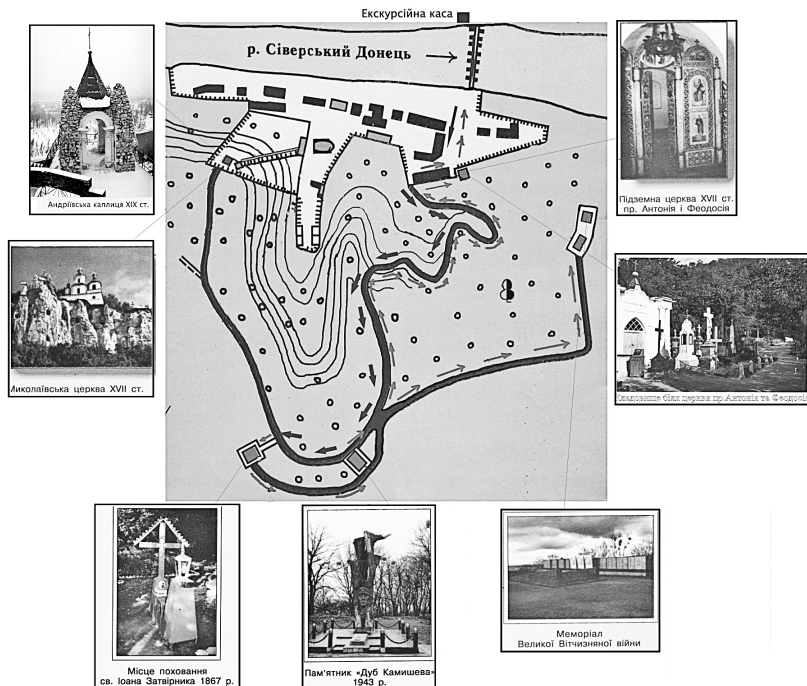 Екскурсійна каса
р. Сіверський Донець
Андріївська каплиця XIX ст.
Підземна церква XVII ст.
пр. Антонія і Феодосія
Миколаївська церква XVII ст.
Кладовище біля церкви пр.Антонія та Феодосія
Місце поховання
св. Іоана Затвірника 1867 р.
Пам'ятник «Дуб Камишева»
1943 р.
Меморіал
Великої Вітчизняної війни